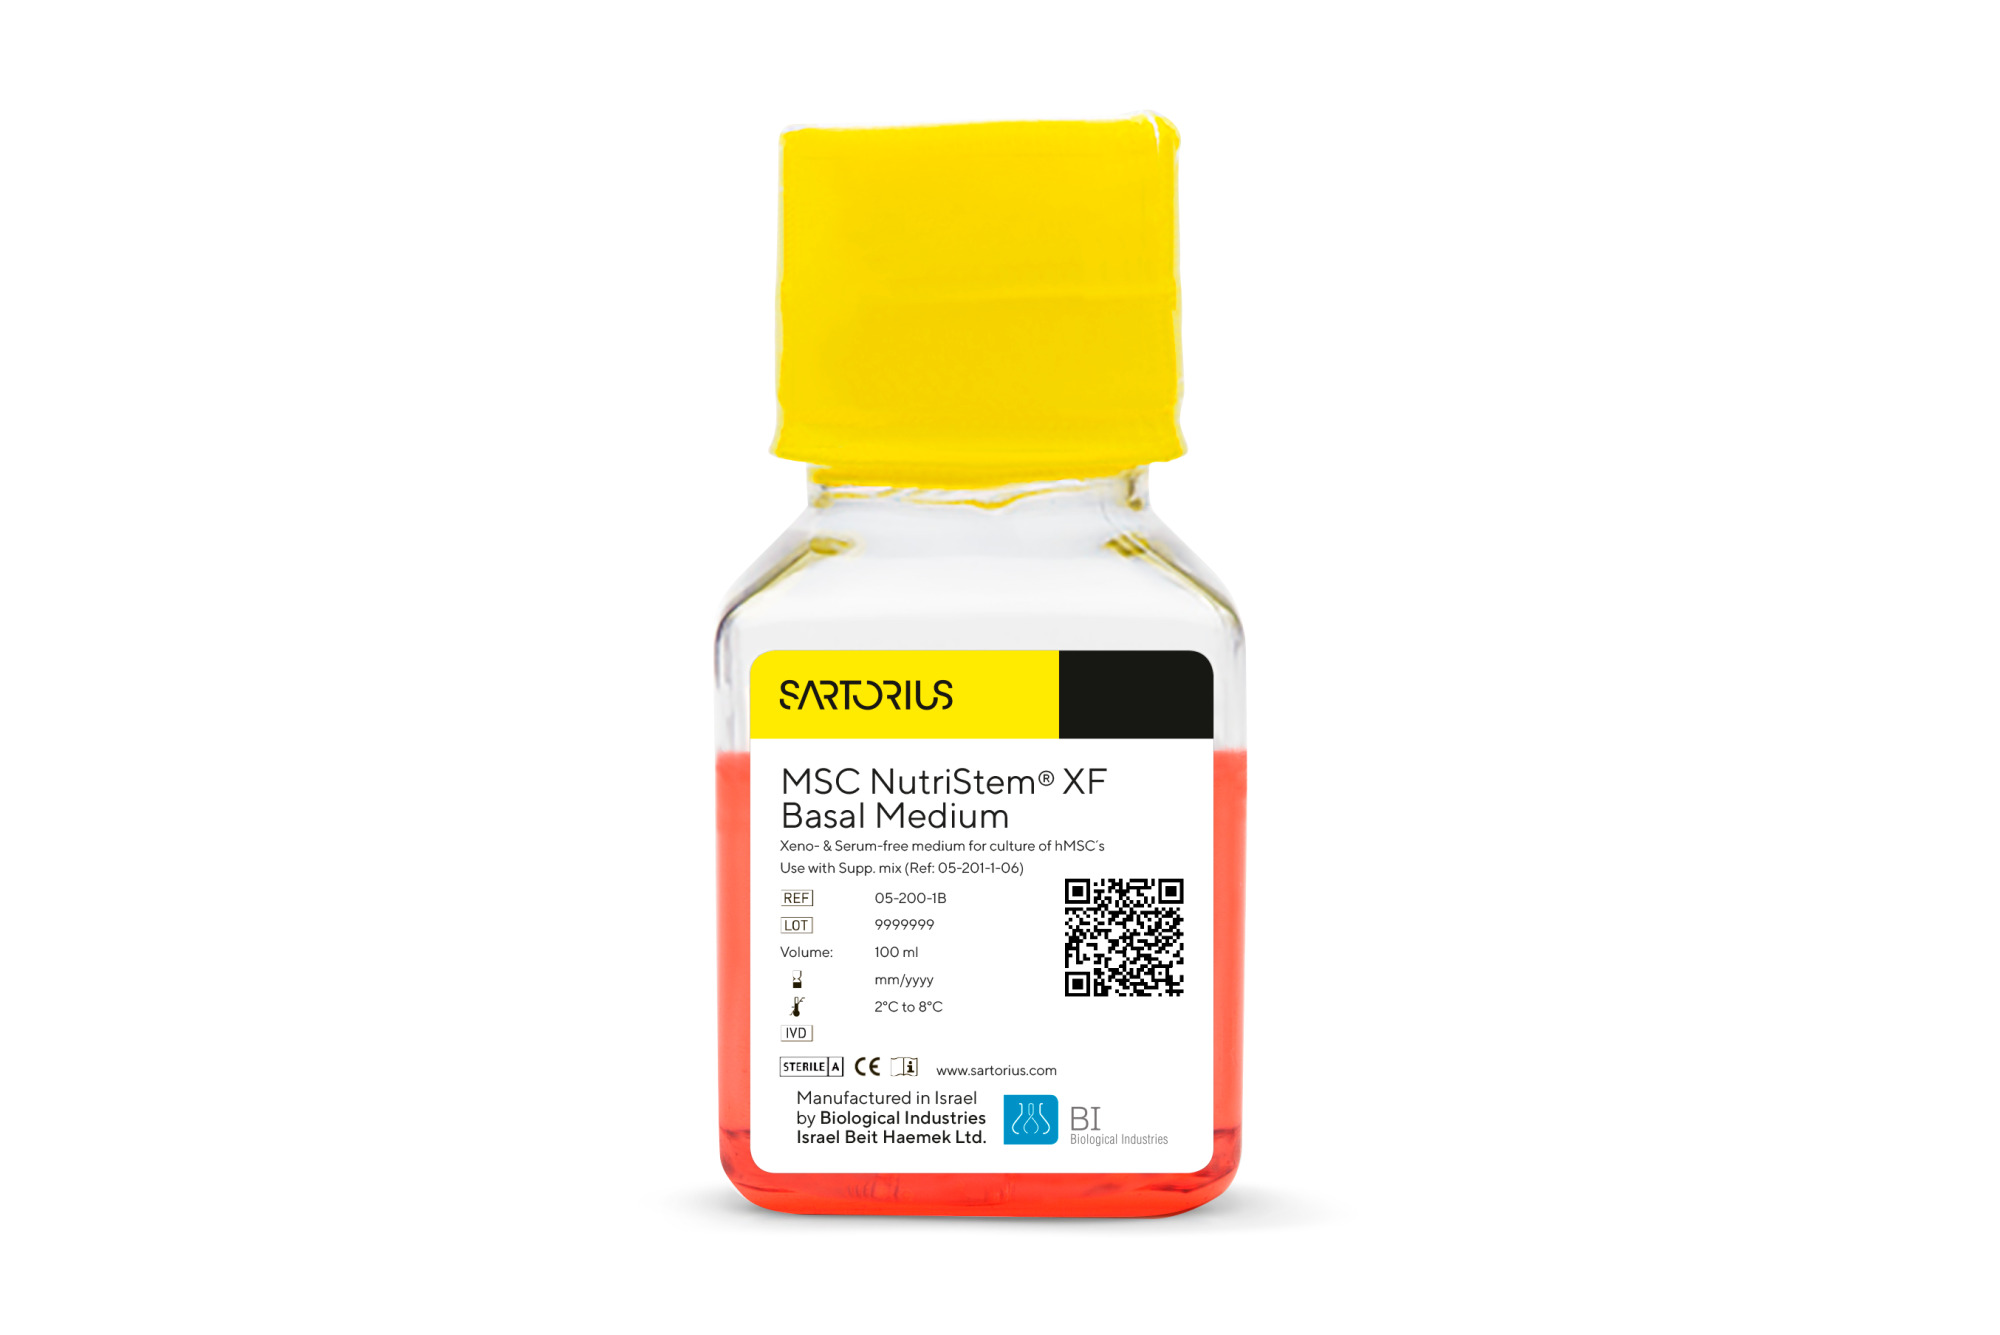 SARTORIUS
MSC NutriStem® XF
Basal Medium
Xeno- & Serum-free medium for culture of hMSC´s
Use with Supp. mix (Ref: 05-201-1-06)
REF 05-200-1B
LOT 9999999
Volume: 100 ml
mm/yyyy
2°C to 8°C
IVD
STERILE A CE i www.sartorius.com
Manufactured in Israel
by Biological Industries
Israel Beit Haemek Ltd.
BI
Biological Industries